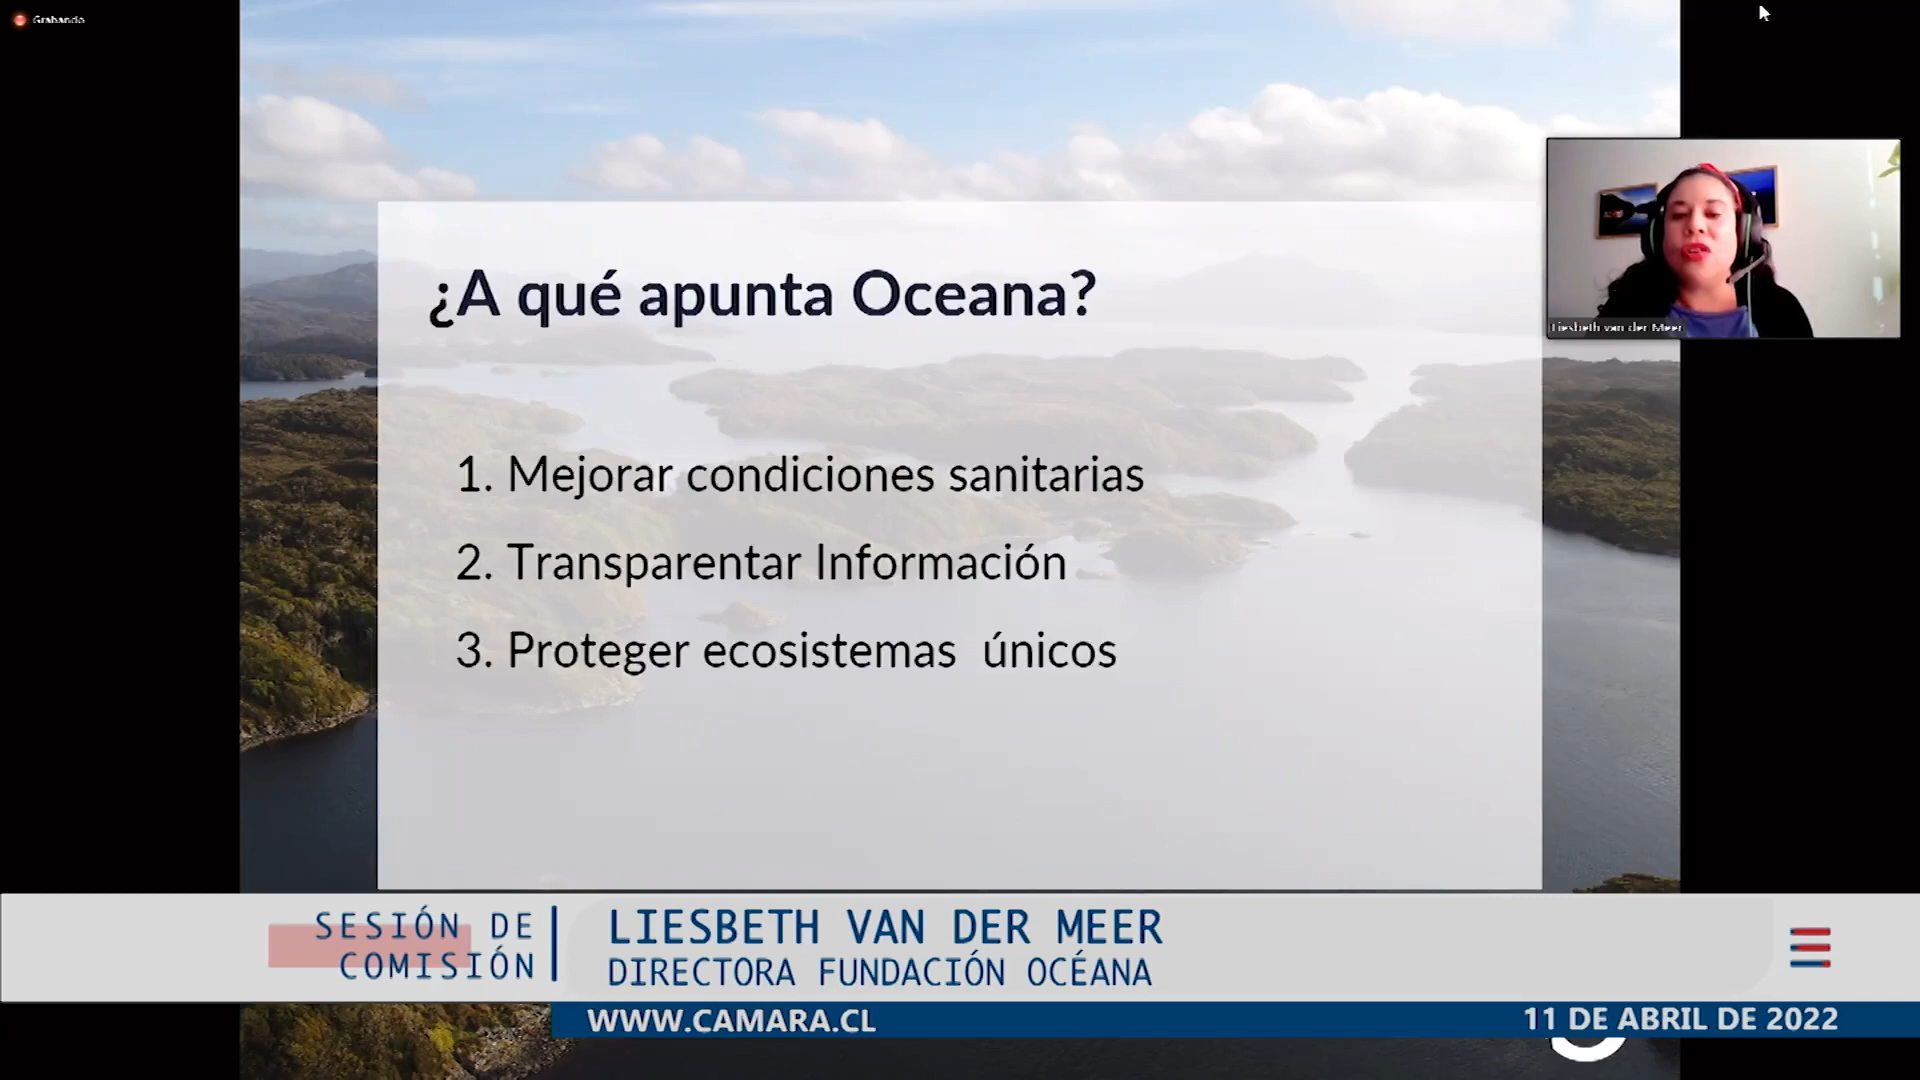 Grabando
¿A qué apunta Oceana?
1. Mejorar condiciones sanitarias
2. Transparentar Información
3. Proteger ecosistemas  únicos
Liesbeth van der Meer
SESIÓN DE
COMISIÓN
LIESBETH VAN DER MEER
DIRECTORA FUNDACIÓN OCÉANA
WWW.CAMARA.CL
11 DE ABRIL DE 2022